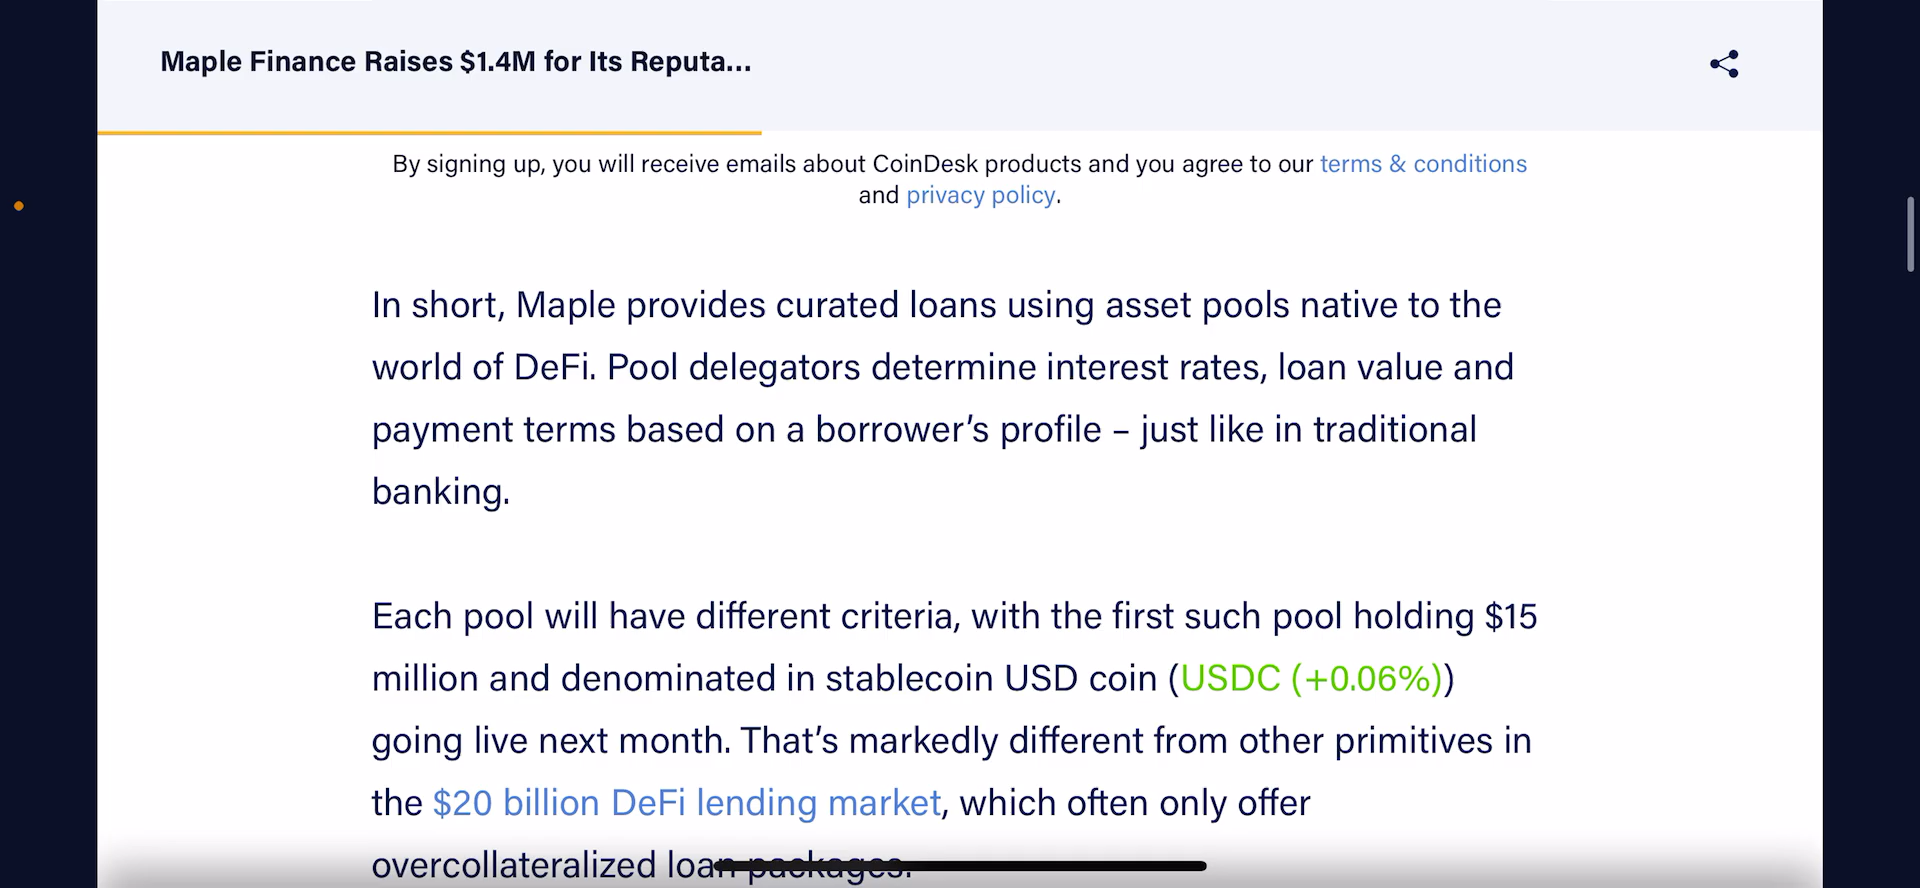 Maple Finance Raises $1.4M for Its Reputa...
By signing up, you will receive emails about CoinDesk products and you agree to our terms & conditions
and privacy policy.
In short, Maple provides curated loans using asset pools native to the
world of DeFi. Pool delegators determine interest rates, loan value and
payment terms based on a borrower’s profile – just like in traditional
banking.
Each pool will have different criteria, with the first such pool holding $15
million and denominated in stablecoin USD coin (USDC (+0.06%))
going live next month. That’s markedly different from other primitives in
the $20 billion DeFi lending market, which often only offer
overcollateralized loan packages.